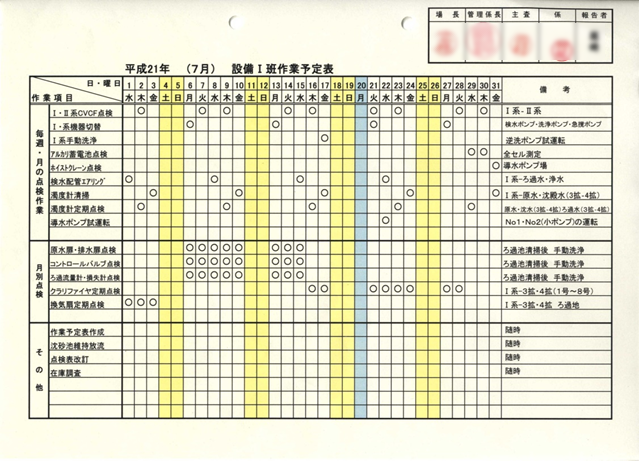 場長 管理係長 主査 係 報告者
平成21年 （7月） 設備Ⅰ班作業予定表
日・曜日 1 2 3 4 5 6 7 8 9 10 11 12 13 14 15 16 17 18 19 20 21 22 23 24 25 26 27 28 29 30 31 備考
作業項目 水 木 金 土 日 月 火 水 木 金 土 日 月 火 水 木 金 土 日 月 火 水 木 金 土 日 月 火 水 木 金
毎週・月の点検作業
Ⅰ・Ⅱ系CVCF点検 ○ ○ ○ ○ ○ ○ ○ ○ Ⅰ系-Ⅱ系
Ⅰ・系機器切替 ○ ○ ○ ○ 検水ポンプ・洗浄ポンプ・急攪ポンプ
Ⅰ系手動洗浄 ○ 逆洗ポンプ試運転
アルカリ蓄電池点検 ○ ○ 全セル測定
ホイストクレーン点検 ○ 導水ポンプ場
検水配管エアリング ○ ○ ○ Ⅰ系-ろ過水・浄水
濁度計清掃 ○ ○ ○ ○ Ⅰ系-原水・沈殿水(3拡・4拡)
濁度計定期点検 ○ ○ ○ ○ ○ 原水・沈水(3拡・4拡)ろ過水(3拡・4拡)
導水ポンプ試運転 ○ No1・No2(小ポンプ)の運転
月別点検
原水扉・排水扉点検 ○ ○ ○ ○ ○ ○ ○ ○ ろ過池清掃後 手動洗浄
コントロールバルブ点検 ○ ○ ○ ○ ○ ○ ○ ○ ろ過池清掃後 手動洗浄
ろ過流量計・損失計点検 ○ ○ ○ ○ ○ ○ ○ ○ ろ過池清掃後 手動洗浄
クラリファイヤ定期点検 ○ ○ ○ ○ ○ ○ ○ ○ Ⅰ系-3拡・4拡(1号～8号)
換気扇定期点検 ○ ○ ○ Ⅰ系-3拡・4拡 ろ過地
その他
作業予定表作成 随時
沈砂池維持放流 随時
点検表改訂 随時
在庫調査 随時